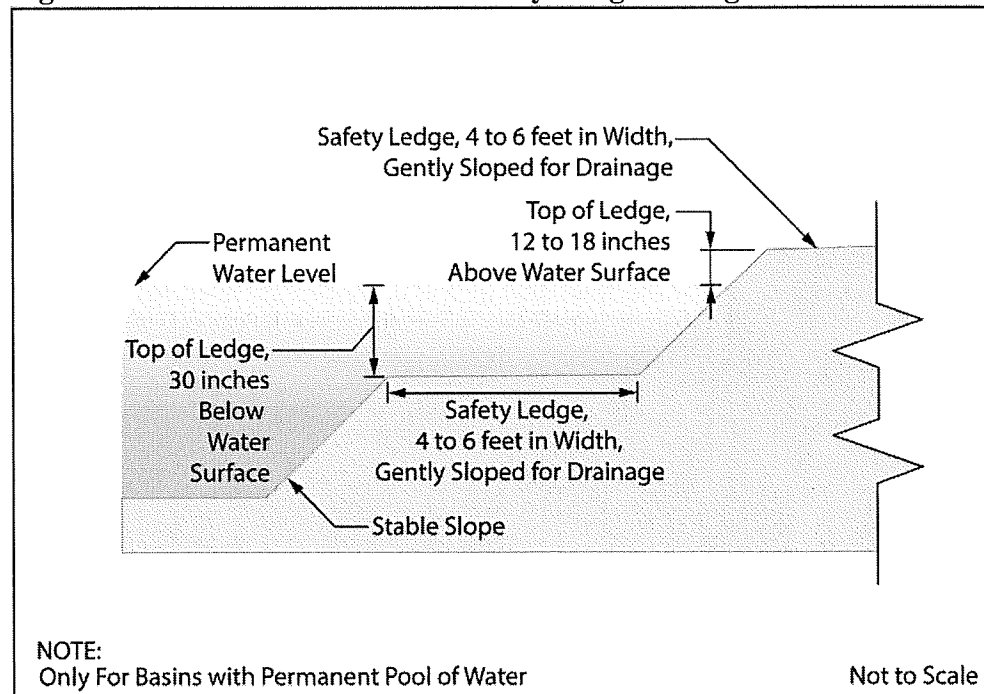 Safety Ledge, 4 to 6 feet in Width,
Gently Sloped for Drainage
Top of Ledge,
12 to 18 inches
Above Water Surface
Permanent
Water Level
Top of Ledge,
30 inches
Below
Water
Surface
Safety Ledge,
4 to 6 feet in Width,
Gently Sloped for Drainage
Stable Slope
NOTE:
Only For Basins with Permanent Pool of Water
Not to Scale